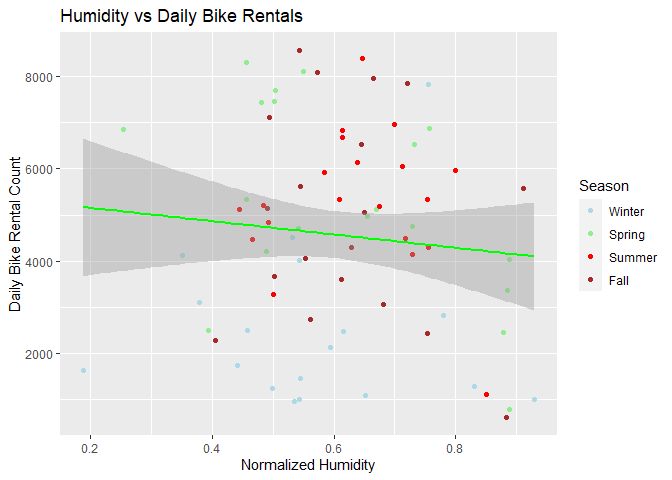 Humidity vs Daily Bike Rentals
Daily Bike Rental Count
8000
6000
4000
2000
0.2 0.4 0.6 0.8
Normalized Humidity
Season
Winter
Spring
Summer
Fall